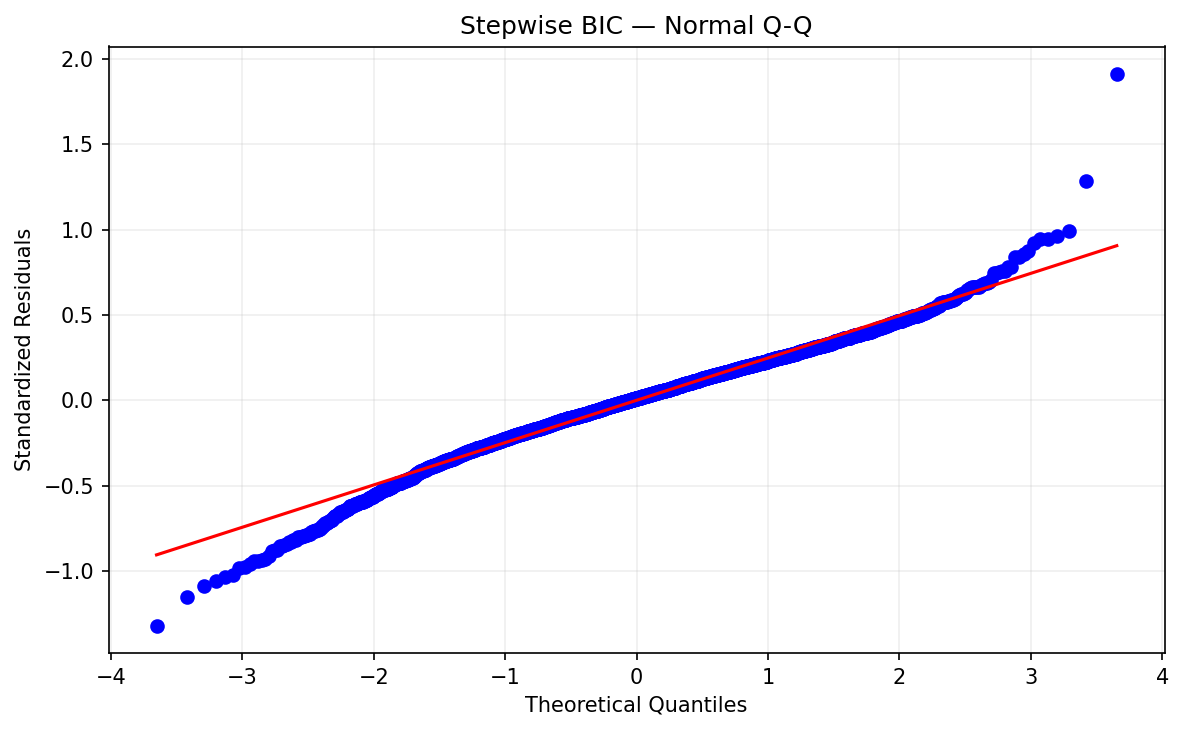 Stepwise BIC — Normal Q-Q
2.0
1.5
1.0
0.5
0.0
−0.5
−1.0
Standardized Residuals
−4 −3 −2 −1 0 1 2 3 4
Theoretical Quantiles